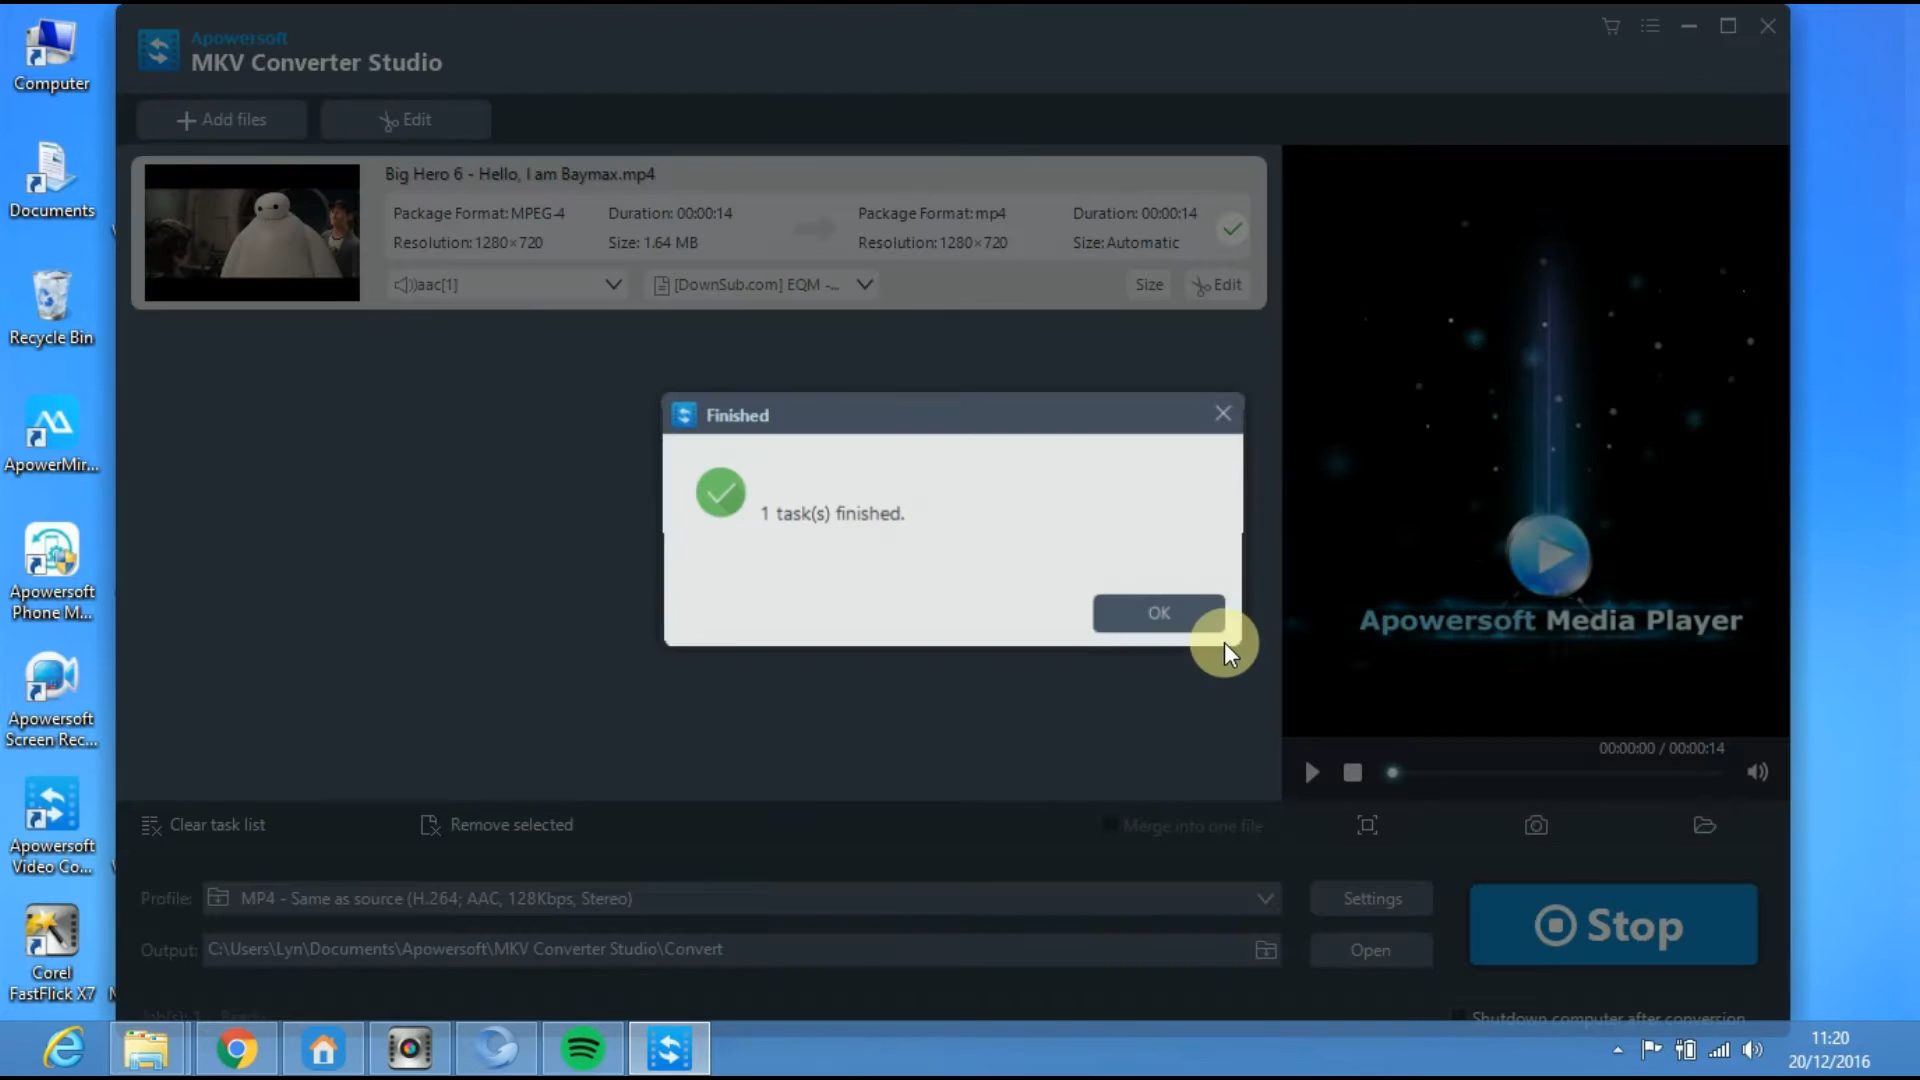 Computer
Documents
Recycle Bin
ApowerMir...
Apowersoft
Phone M...
Apowersoft
Screen Rec...
Apowersoft
Video Co...
Corel
FastFlick X7
Apowersoft
MKV Converter Studio
Add files
Edit
Big Hero 6 - Hello, I am Baymax.mp4
Package Format: MPEG-4 Duration: 00:00:14 Package Format: mp4 Duration: 00:00:14
Resolution: 1280×720 Size: 1.64 MB Resolution: 1280×720 Size: Automatic
aac[1] [DownSub.com] EQM -... Size Edit
Finished
1 task(s) finished.
OK
Apowersoft Media Player
00:00:00 / 00:00:14
Clear task list
Remove selected
Merge into one file
Profile: MP4 - Same as source (H.264; AAC, 128Kbps, Stereo)
Settings
Output: C:\Users\Lyn\Documents\Apowersoft\MKV Converter Studio\Convert
Open
Stop
Job(s): 1 Ready
Shutdown computer after conversion
11:20
20/12/2016